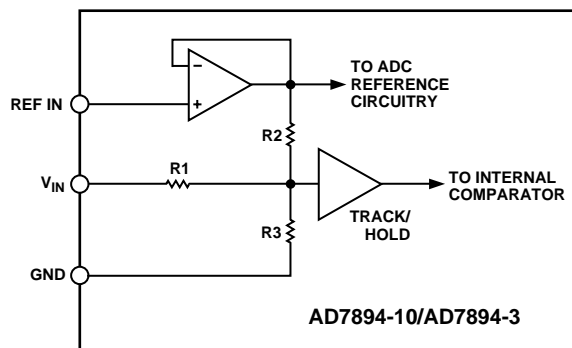 TO ADC
REFERENCE
CIRCUITRY
−
+
REF IN
R2
R1
VIN
TO INTERNAL
COMPARATOR
TRACK/
HOLD
R3
GND
AD7894-10/AD7894-3